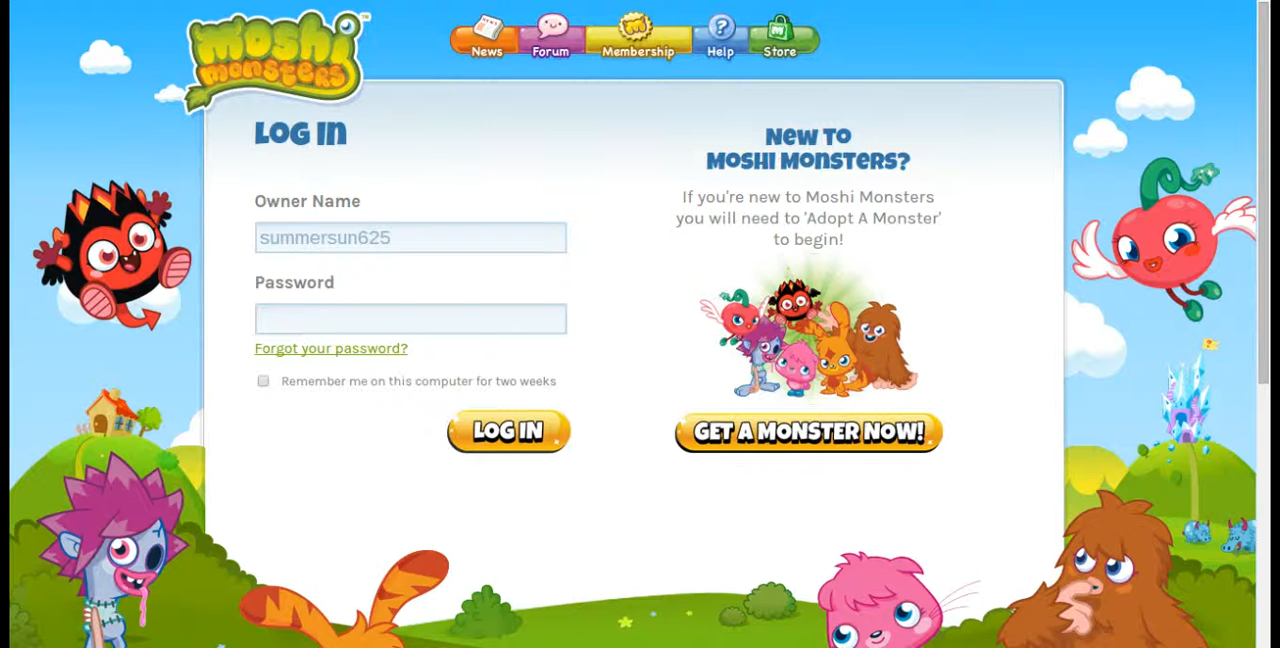 moshi
monsters
TM
News
Forum
Membership
Help
Store
LOG IN
Owner Name
summersun625
Password
Forgot your password?
Remember me on this computer for two weeks
LOG IN
New to
Moshi Monsters?
If you're new to Moshi Monsters
you will need to 'Adopt A Monster'
to begin!
GET A MONSTER NOW!